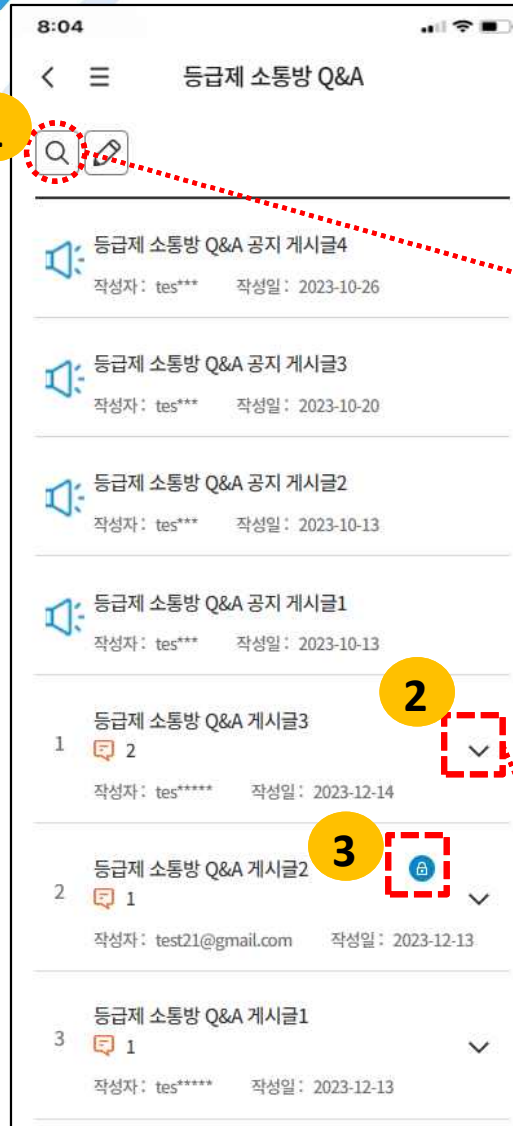 8:04
등급제 소통방 Q&A
등급제 소통방 Q&A 공지 게시글4
작성자 : tes*** 작성일 : 2023-10-26
등급제 소통방 Q&A 공지 게시글3
작성자 : tes*** 작성일 : 2023-10-20
등급제 소통방 Q&A 공지 게시글2
작성자 : tes*** 작성일 : 2023-10-13
등급제 소통방 Q&A 공지 게시글1
작성자 : tes*** 작성일 : 2023-10-13
2
등급제 소통방 Q&A 게시글3
1 2
작성자 : tes***** 작성일 : 2023-12-14
3
등급제 소통방 Q&A 게시글2
2 1
작성자 : test21@gmail.com 작성일 : 2023-12-13
등급제 소통방 Q&A 게시글1
3 1
작성자 : tes***** 작성일 : 2023-12-13